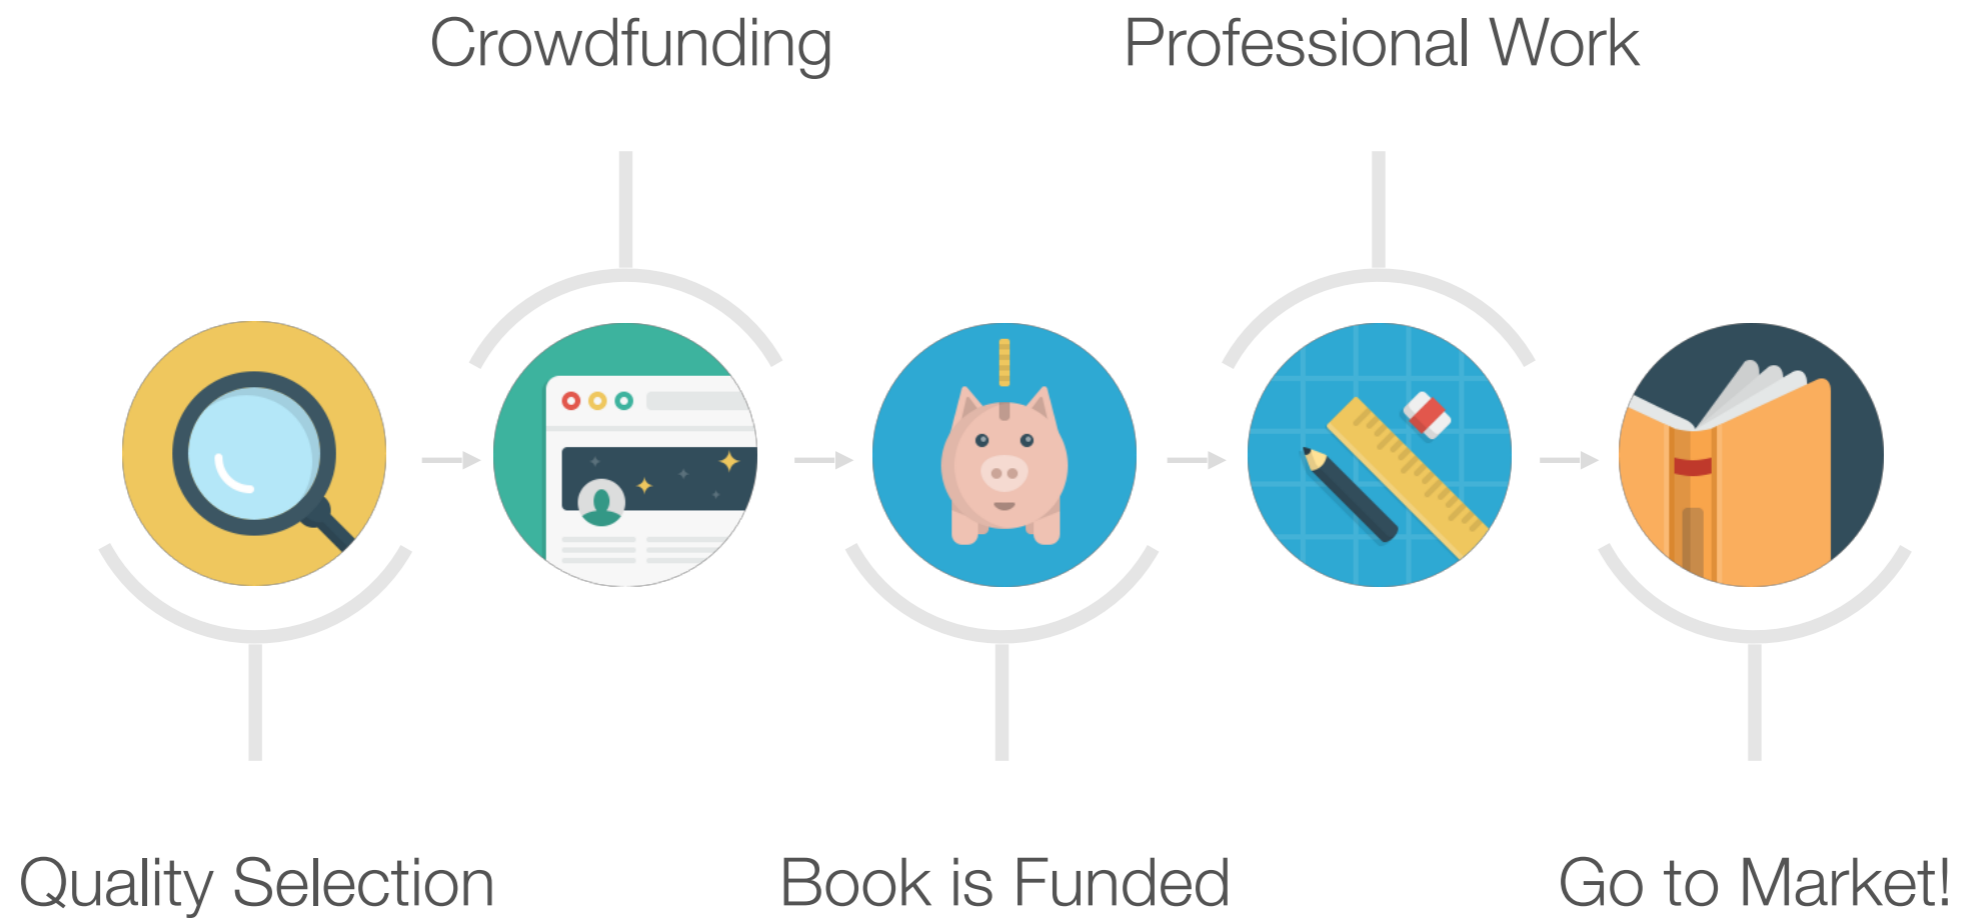 Crowdfunding
Professional Work
Quality Selection
Book is Funded
Go to Market!